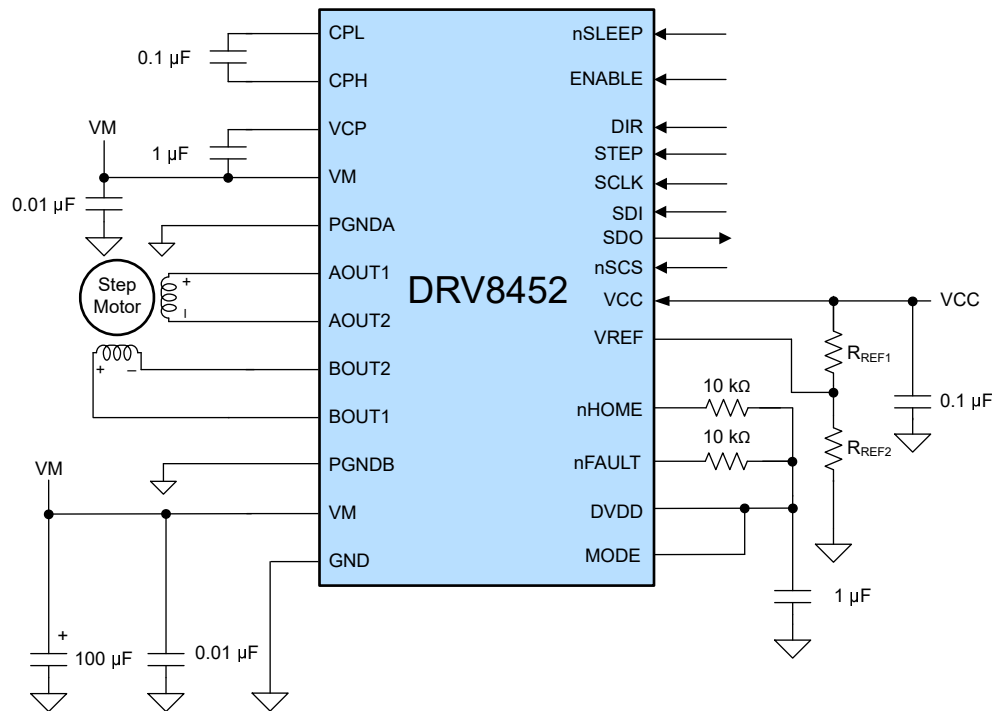 CPL
0.1 µF
CPH
VCP
VM
1 µF
VM
0.01 µF
PGNDA
Step
Motor
+
–
AOUT1
AOUT2
+
–
BOUT2
BOUT1
PGNDB
VM
VM
GND
+
100 µF
0.01 µF
DRV8452
nSLEEP
ENABLE
DIR
STEP
SCLK
SDI
SDO
nSCS
VCC
VCC
VREF
RREF1
10 kΩ
nHOME
0.1 µF
10 kΩ
RREF2
nFAULT
DVDD
MODE
1 µF